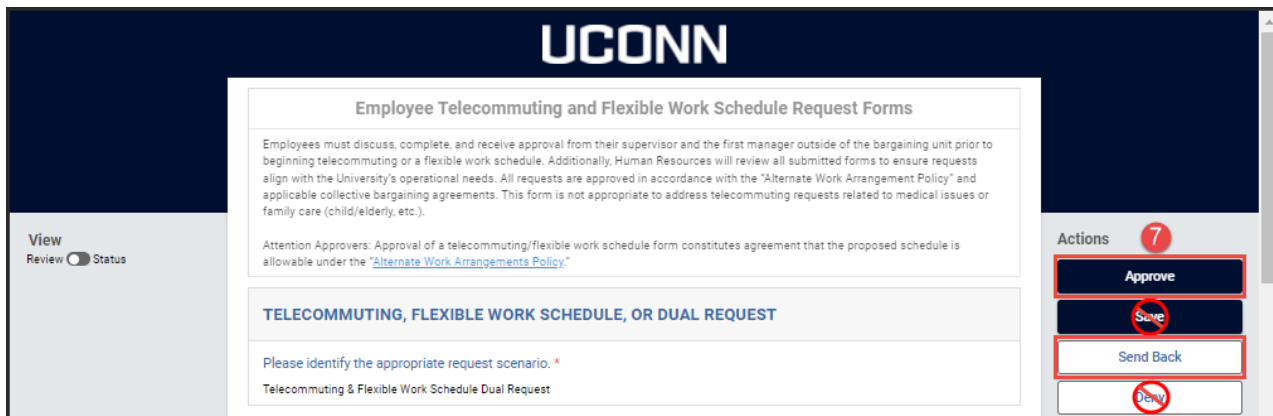 UCONN
Employee Telecommuting and Flexible Work Schedule Request Forms
Employees must discuss, complete, and receive approval from their supervisor and the first manager outside of the bargaining unit prior to
beginning telecommuting or a flexible work schedule. Additionally, Human Resources will review all submitted forms to ensure requests
align with the University's operational needs. All requests are approved in accordance with the "Alternate Work Arrangement Policy" and
applicable collective bargaining agreements. This form is not appropriate to address telecommuting requests related to medical issues or
family care (child/elderly, etc.).
Attention Approvers: Approval of a telecommuting/flexible work schedule form constitutes agreement that the proposed schedule is
allowable under the "Alternate Work Arrangements Policy."
TELECOMMUTING, FLEXIBLE WORK SCHEDULE, OR DUAL REQUEST
Please identify the appropriate request scenario. *
Telecommuting & Flexible Work Schedule Dual Request
View
Review Status
Actions 7
Approve
Save
Send Back
Deny